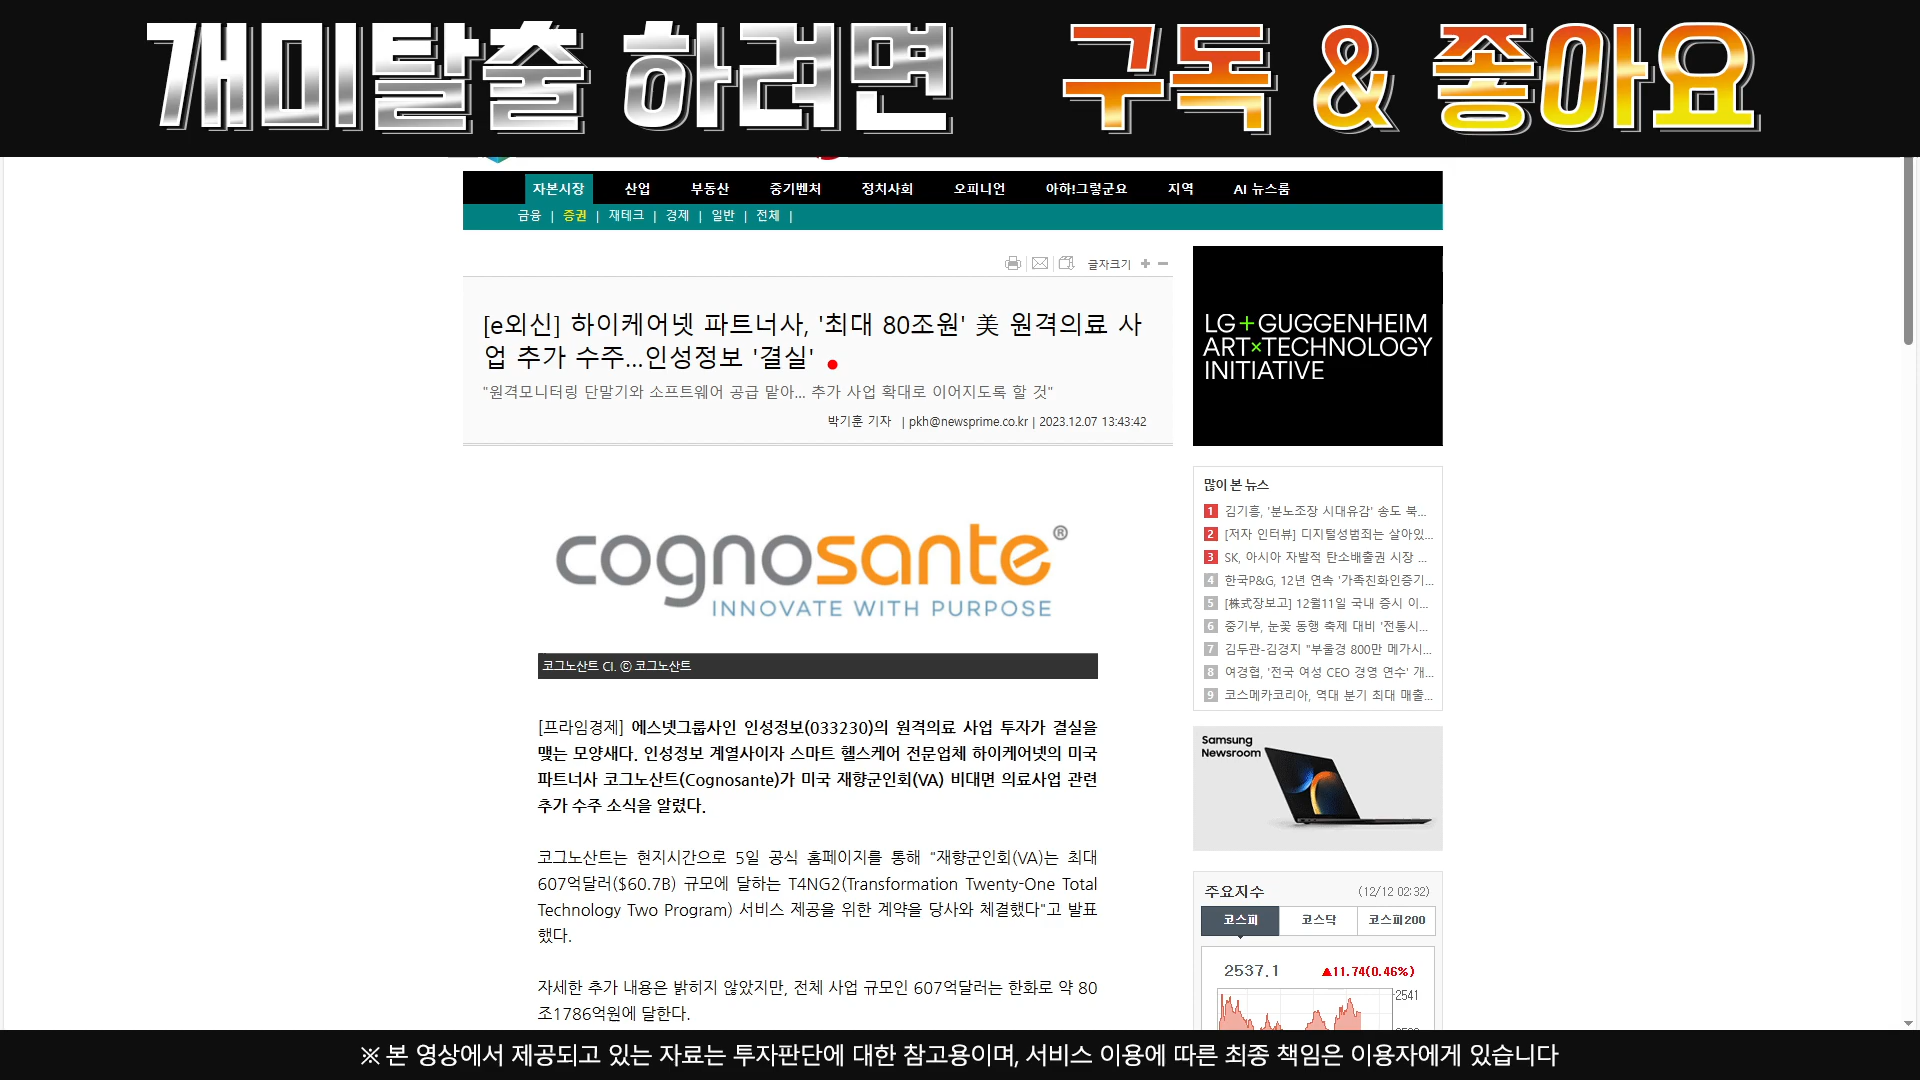 개미탈출 하려면 구독 & 좋아요
자본시장 산업 부동산 중기벤처 정치사회 오피니언 아하!그렇군요 지역 AI 뉴스룸
금융 | 증권 | 재테크 | 경제 | 일반 | 전체 |
글자크기
[e외신] 하이케어넷 파트너사, '최대 80조원' 美 원격의료 사
업 추가 수주...인성정보 '결실'
"원격모니터링 단말기와 소프트웨어 공급 맡아... 추가 사업 확대로 이어지도록 할 것"
박기훈 기자 | pkh@newsprime.co.kr | 2023.12.07 13:43:42
cognosante®
INNOVATE WITH PURPOSE
코그노산트 CI. ⓒ 코그노산트
[프라임경제] 에스넷그룹사인 인성정보(033230)의 원격의료 사업 투자가 결실을
맺는 모양새다. 인성정보 계열사이자 스마트 헬스케어 전문업체 하이케어넷의 미국
파트너사 코그노산트(Cognosante)가 미국 재향군인회(VA) 비대면 의료사업 관련
추가 수주 소식을 알렸다.
코그노산트는 현지시간으로 5일 공식 홈페이지를 통해 "재향군인회(VA)는 최대
607억달러($60.7B) 규모에 달하는 T4NG2(Transformation Twenty-One Total
Technology Two Program) 서비스 제공을 위한 계약을 당사와 체결했다"고 발표
했다.
자세한 추가 내용은 밝히지 않았지만, 전체 사업 규모인 607억달러는 한화로 약 80
조1786억원에 달한다.
LG+GUGGENHEIM
ART×TECHNOLOGY
INITIATIVE
많이 본 뉴스
1 김기흥, '분노조장 시대유감' 송도 북...
2 [저자 인터뷰] 디지털성범죄는 살아있...
3 SK, 아시아 자발적 탄소배출권 시장 ...
4 한국P&G, 12년 연속 '가족친화인증기...
5 [株式장보고] 12월11일 국내 증시 이...
6 중기부, 눈꽃 동행 축제 대비 '전통시...
7 김두관-김경지 "부울경 800만 메가시...
8 여경협, '전국 여성 CEO 경영 연수' 개...
9 코스메카코리아, 역대 분기 최대 매출...
Samsung
Newsroom
주요지수 (12/12 02:32)
코스피 코스닥 코스피200
2537.1 ▲11.74(0.46%)
2541
※ 본 영상에서 제공되고 있는 자료는 투자판단에 대한 참고용이며, 서비스 이용에 따른 최종 책임은 이용자에게 있습니다